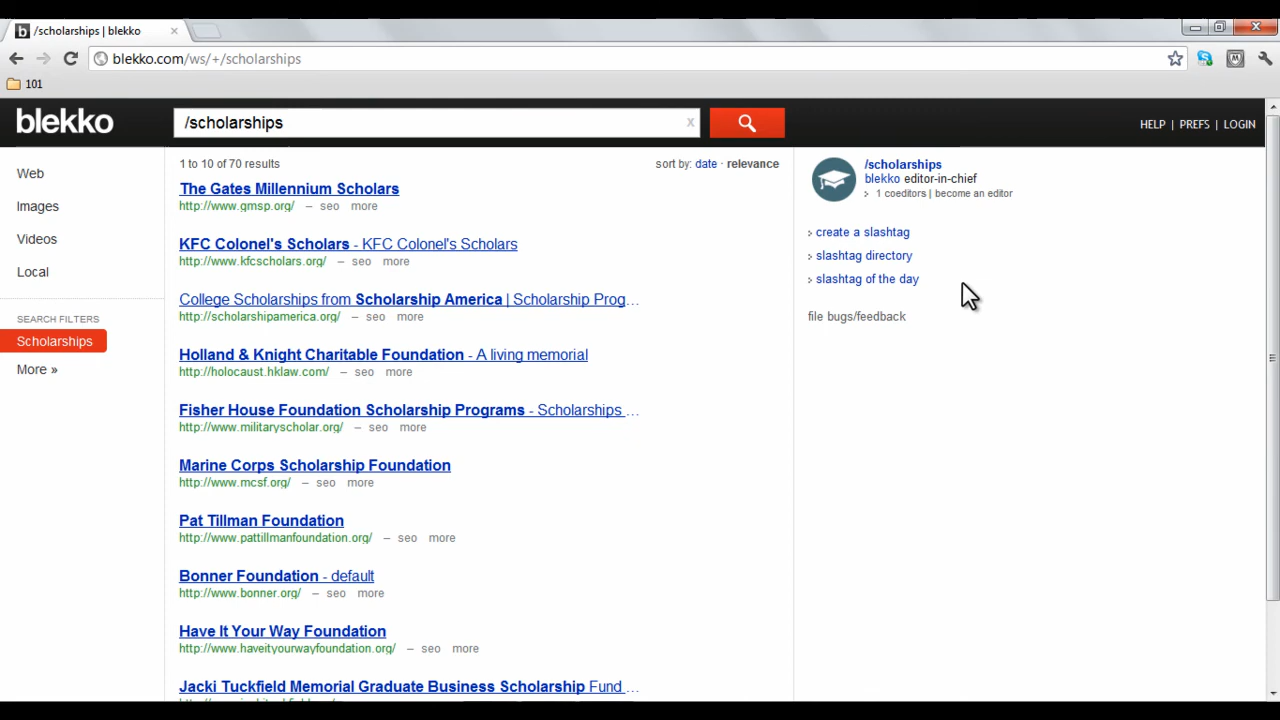 /scholarships | blekko
blekko.com/ws/+/scholarships
101
blekko
/scholarships
x
HELP | PREFS | LOGIN
Web
Images
Videos
Local
SEARCH FILTERS
Scholarships
More »
1 to 10 of 70 results
sort by: date · relevance
The Gates Millennium Scholars
http://www.gmsp.org/ – seo more
KFC Colonel's Scholars - KFC Colonel's Scholars
http://www.kfcscholars.org/ – seo more
College Scholarships from Scholarship America | Scholarship Prog...
http://scholarshipamerica.org/ – seo more
Holland & Knight Charitable Foundation - A living memorial
http://holocaust.hklaw.com/ – seo more
Fisher House Foundation Scholarship Programs - Scholarships ...
http://www.militaryscholar.org/ – seo more
Marine Corps Scholarship Foundation
http://www.mcsf.org/ – seo more
Pat Tillman Foundation
http://www.pattillmanfoundation.org/ – seo more
Bonner Foundation - default
http://www.bonner.org/ – seo more
Have It Your Way Foundation
http://www.haveityourwayfoundation.org/ – seo more
Jacki Tuckfield Memorial Graduate Business Scholarship Fund ...
/scholarships
blekko editor-in-chief
1 coeditors | become an editor
create a slashtag
slashtag directory
slashtag of the day
file bugs/feedback